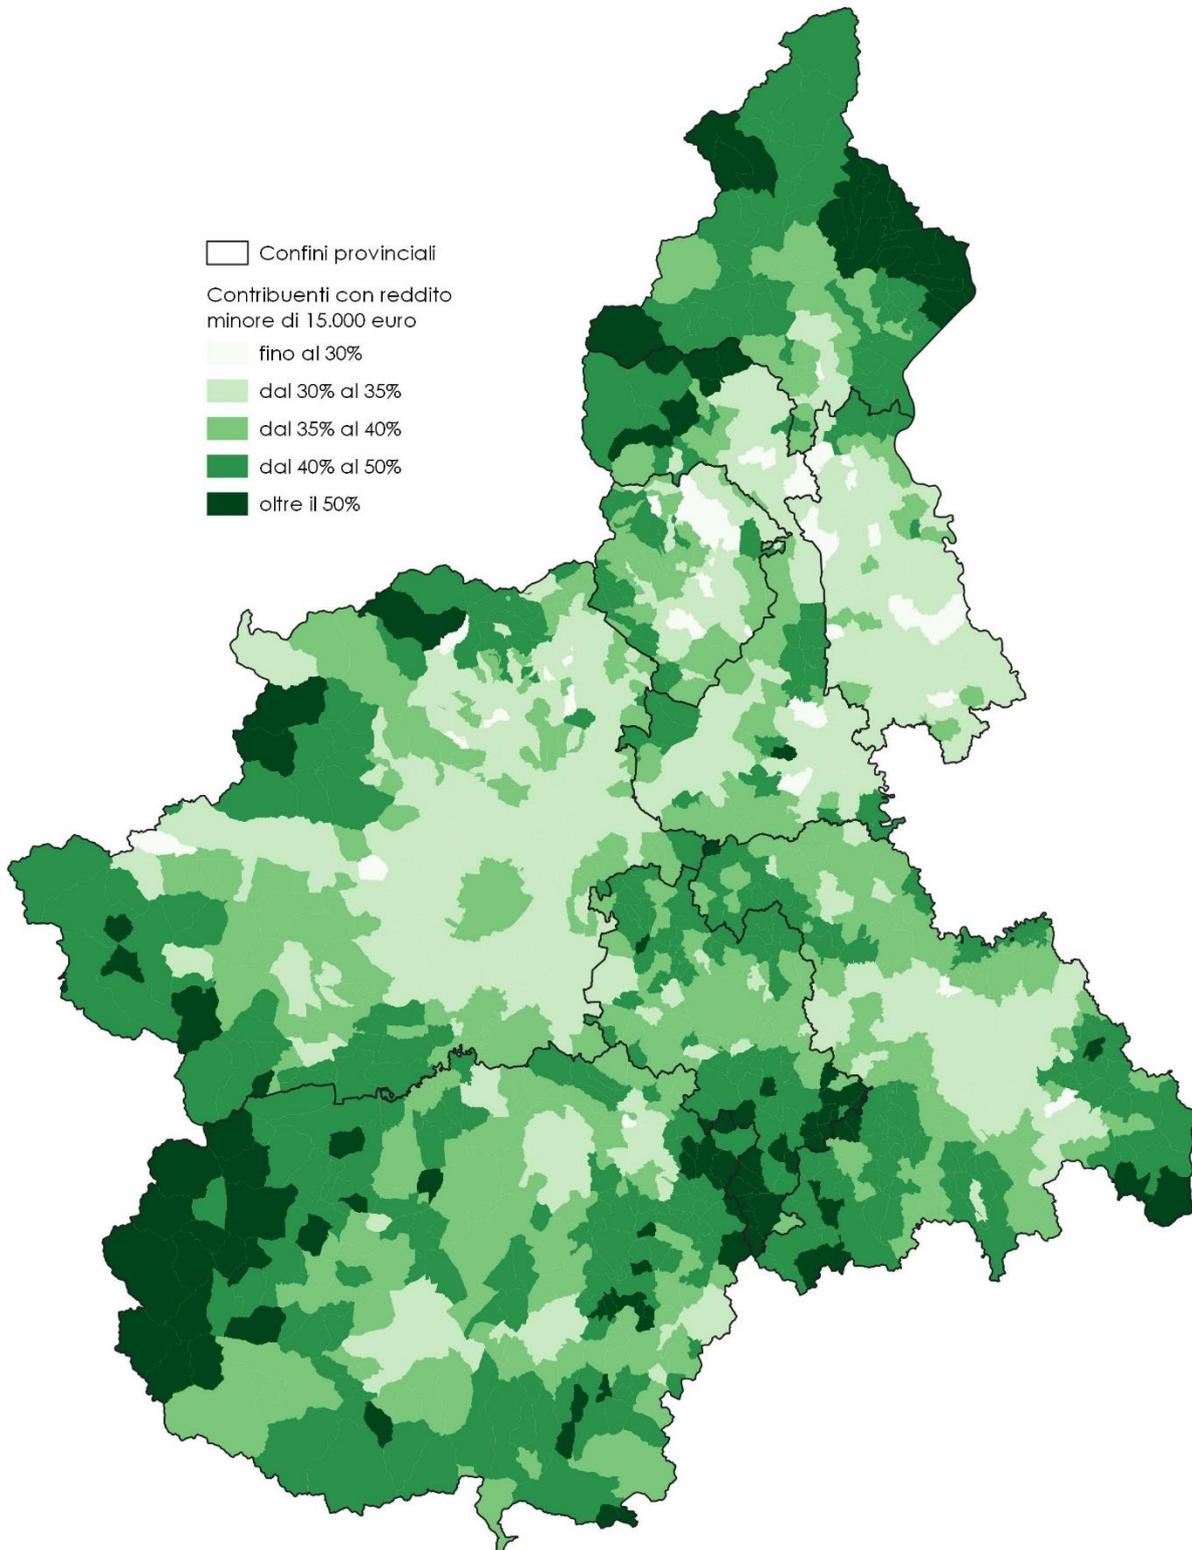 Confini provinciali
Contribuenti con reddito
minore di 15.000 euro
fino al 30%
dal 30% al 35%
dal 35% al 40%
dal 40% al 50%
oltre il 50%